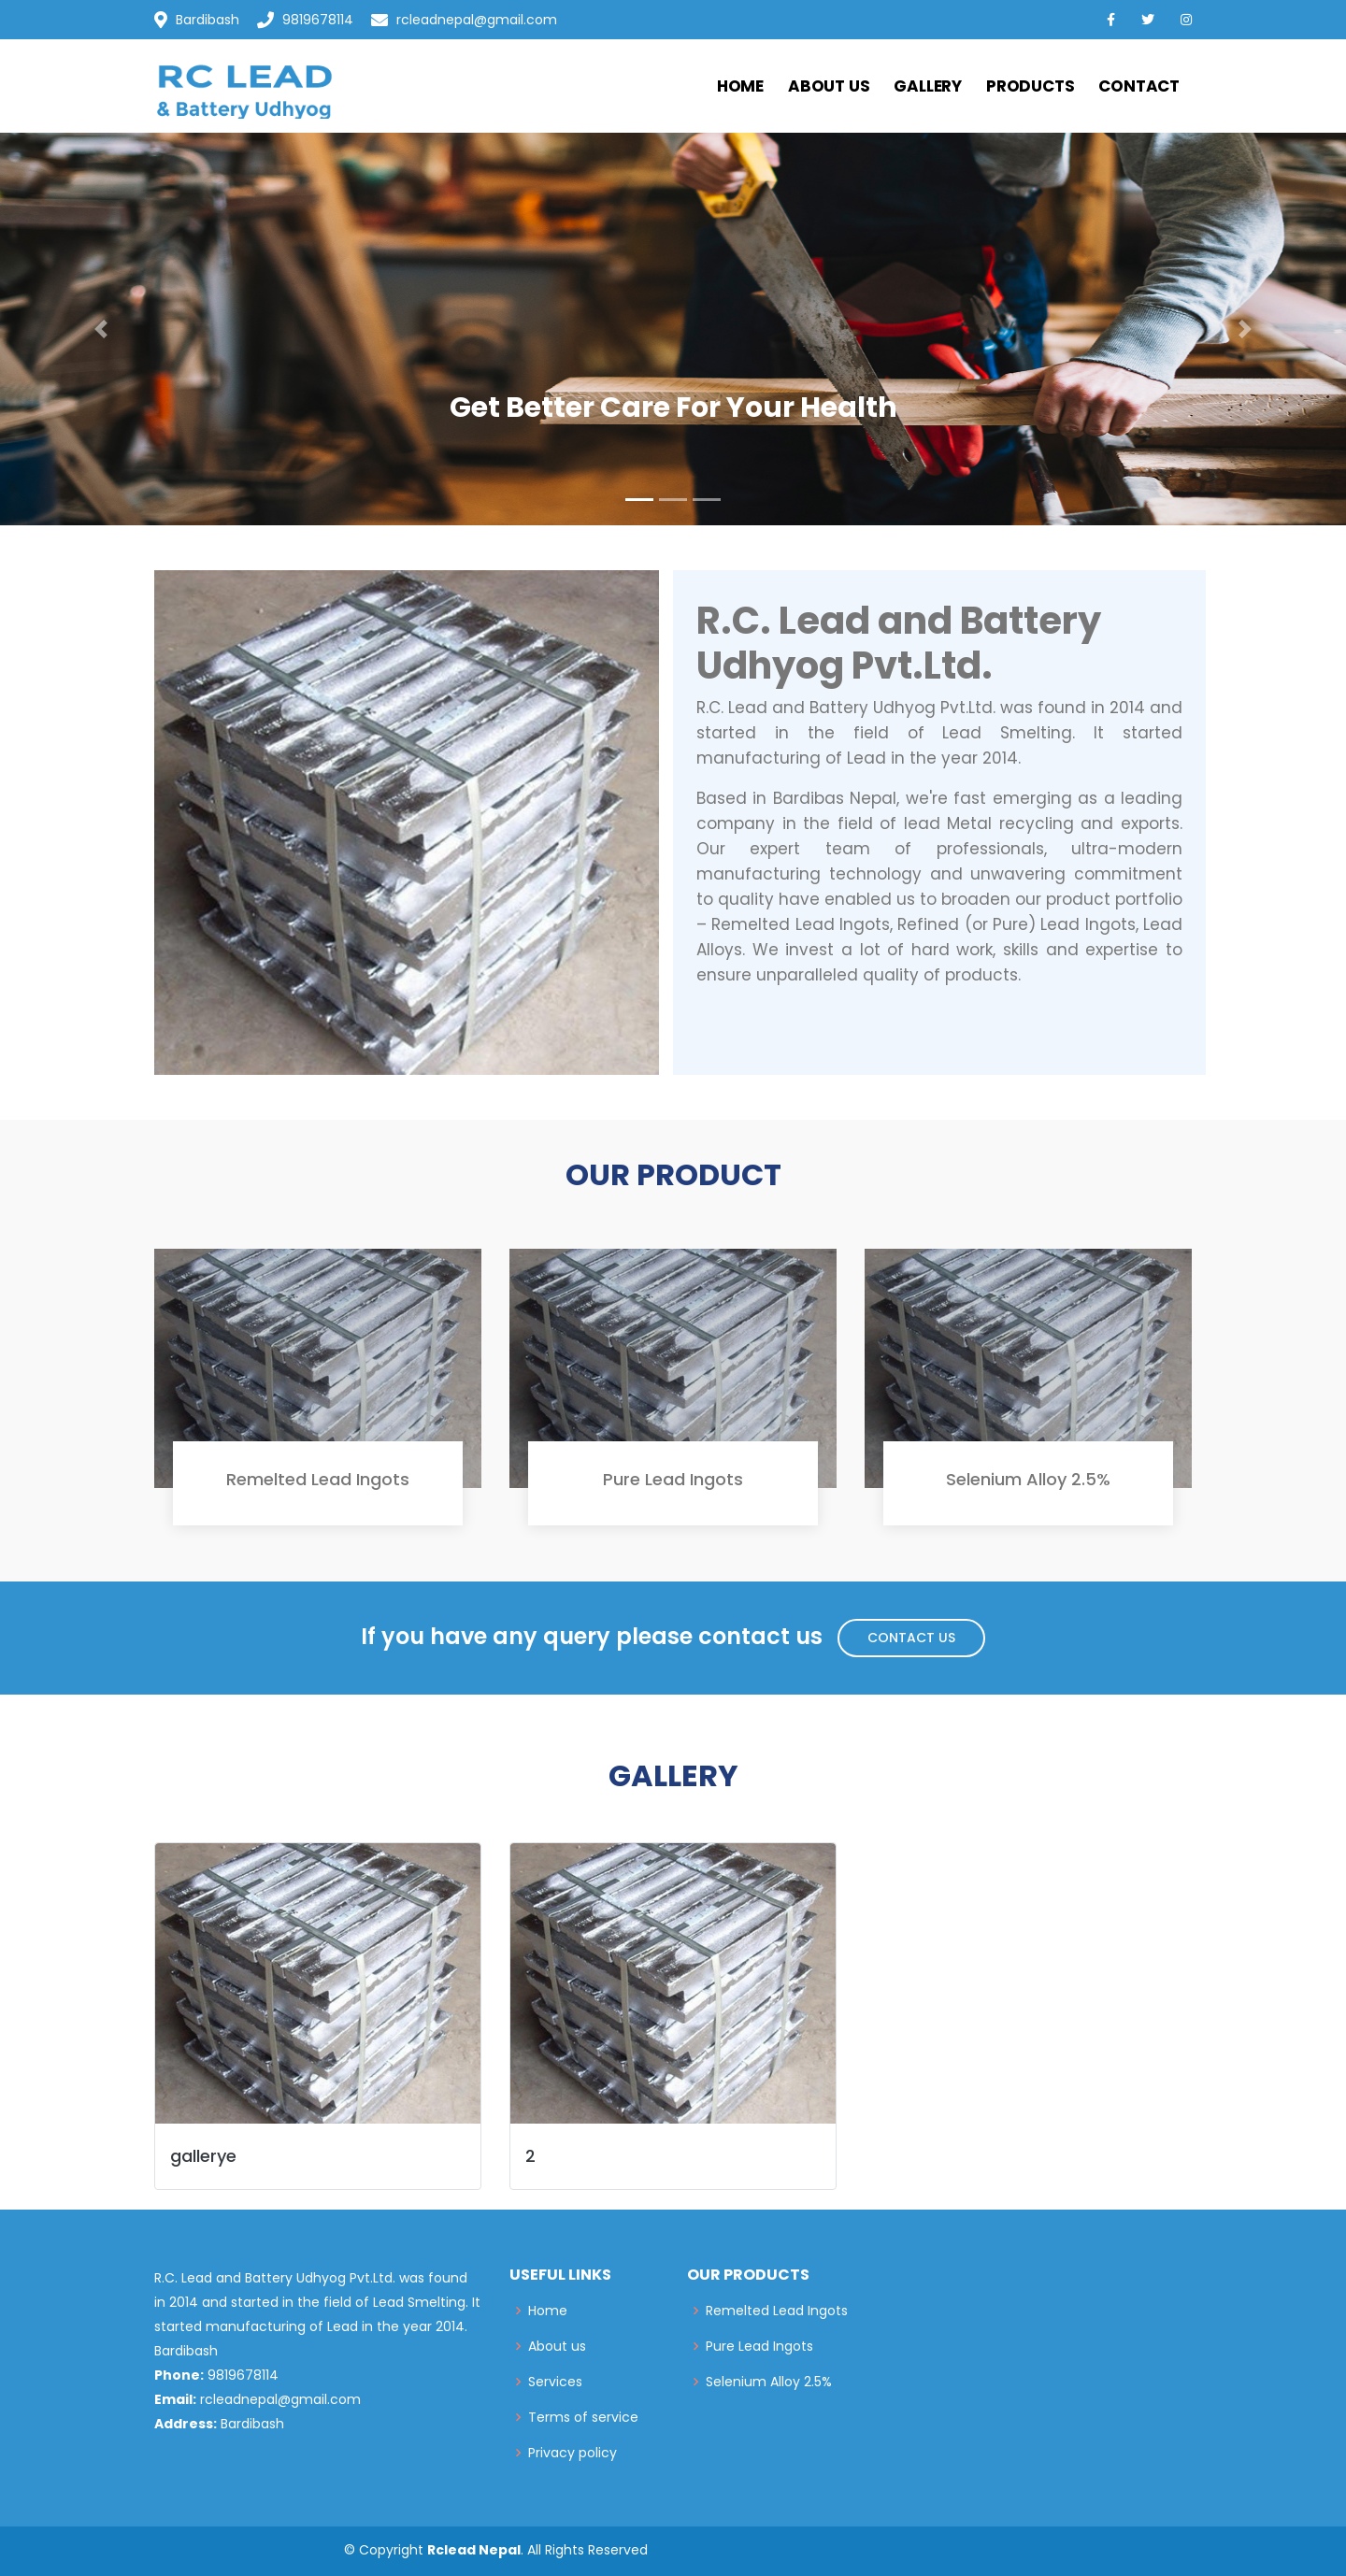 Bardibash 9819678114 rcleadnepal@gmail.com
RC LEAD
& Battery Udhyog
HOME ABOUT US GALLERY PRODUCTS CONTACT
Get Better Care For Your Health
R.C. Lead and Battery
Udhyog Pvt.Ltd.
R.C. Lead and Battery Udhyog Pvt.Ltd. was found in 2014 and
started in the field of Lead Smelting. It started
manufacturing of Lead in the year 2014.
Based in Bardibas Nepal, we're fast emerging as a leading
company in the field of lead Metal recycling and exports.
Our expert team of professionals, ultra-modern
manufacturing technology and unwavering commitment
to quality have enabled us to broaden our product portfolio
– Remelted Lead Ingots, Refined (or Pure) Lead Ingots, Lead
Alloys. We invest a lot of hard work, skills and expertise to
ensure unparalleled quality of products.
OUR PRODUCT
Remelted Lead Ingots
Pure Lead Ingots
Selenium Alloy 2.5%
If you have any query please contact us CONTACT US
GALLERY
gallerye
2
R.C. Lead and Battery Udhyog Pvt.Ltd. was found
in 2014 and started in the field of Lead Smelting. It
started manufacturing of Lead in the year 2014.
Bardibash
Phone: 9819678114
Email: rcleadnepal@gmail.com
Address: Bardibash
USEFUL LINKS
Home
About us
Services
Terms of service
Privacy policy
OUR PRODUCTS
Remelted Lead Ingots
Pure Lead Ingots
Selenium Alloy 2.5%
© Copyright Rclead Nepal. All Rights Reserved